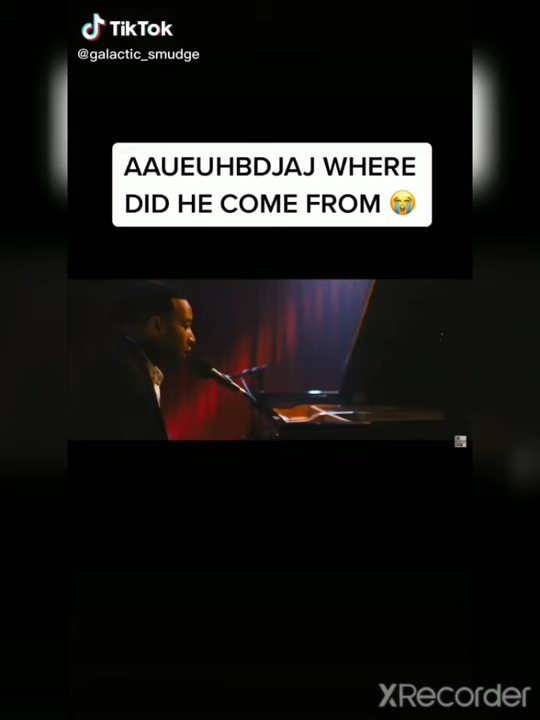 TikTok
@galactic_smudge
AAUEUHBDJAJ WHERE
DID HE COME FROM 😭
XRecorder